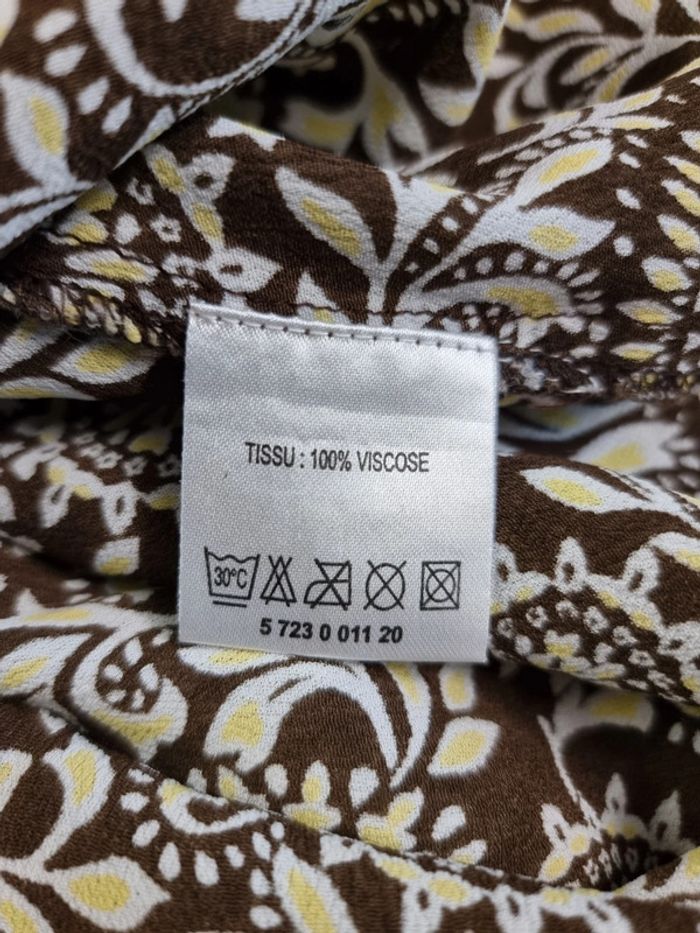 TISSU : 100% VISCOSE
30°C
5 723 0 011 20